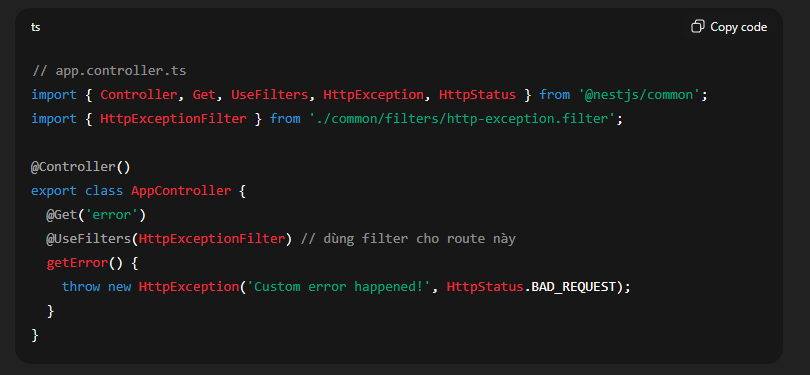 ts
Copy code
// app.controller.ts
import { Controller, Get, UseFilters, HttpException, HttpStatus } from '@nestjs/common';
import { HttpExceptionFilter } from './common/filters/http-exception.filter';

@Controller()
export class AppController {
  @Get('error')
  @UseFilters(HttpExceptionFilter) // dùng filter cho route này
  getError() {
    throw new HttpException('Custom error happened!', HttpStatus.BAD_REQUEST);
  }
}